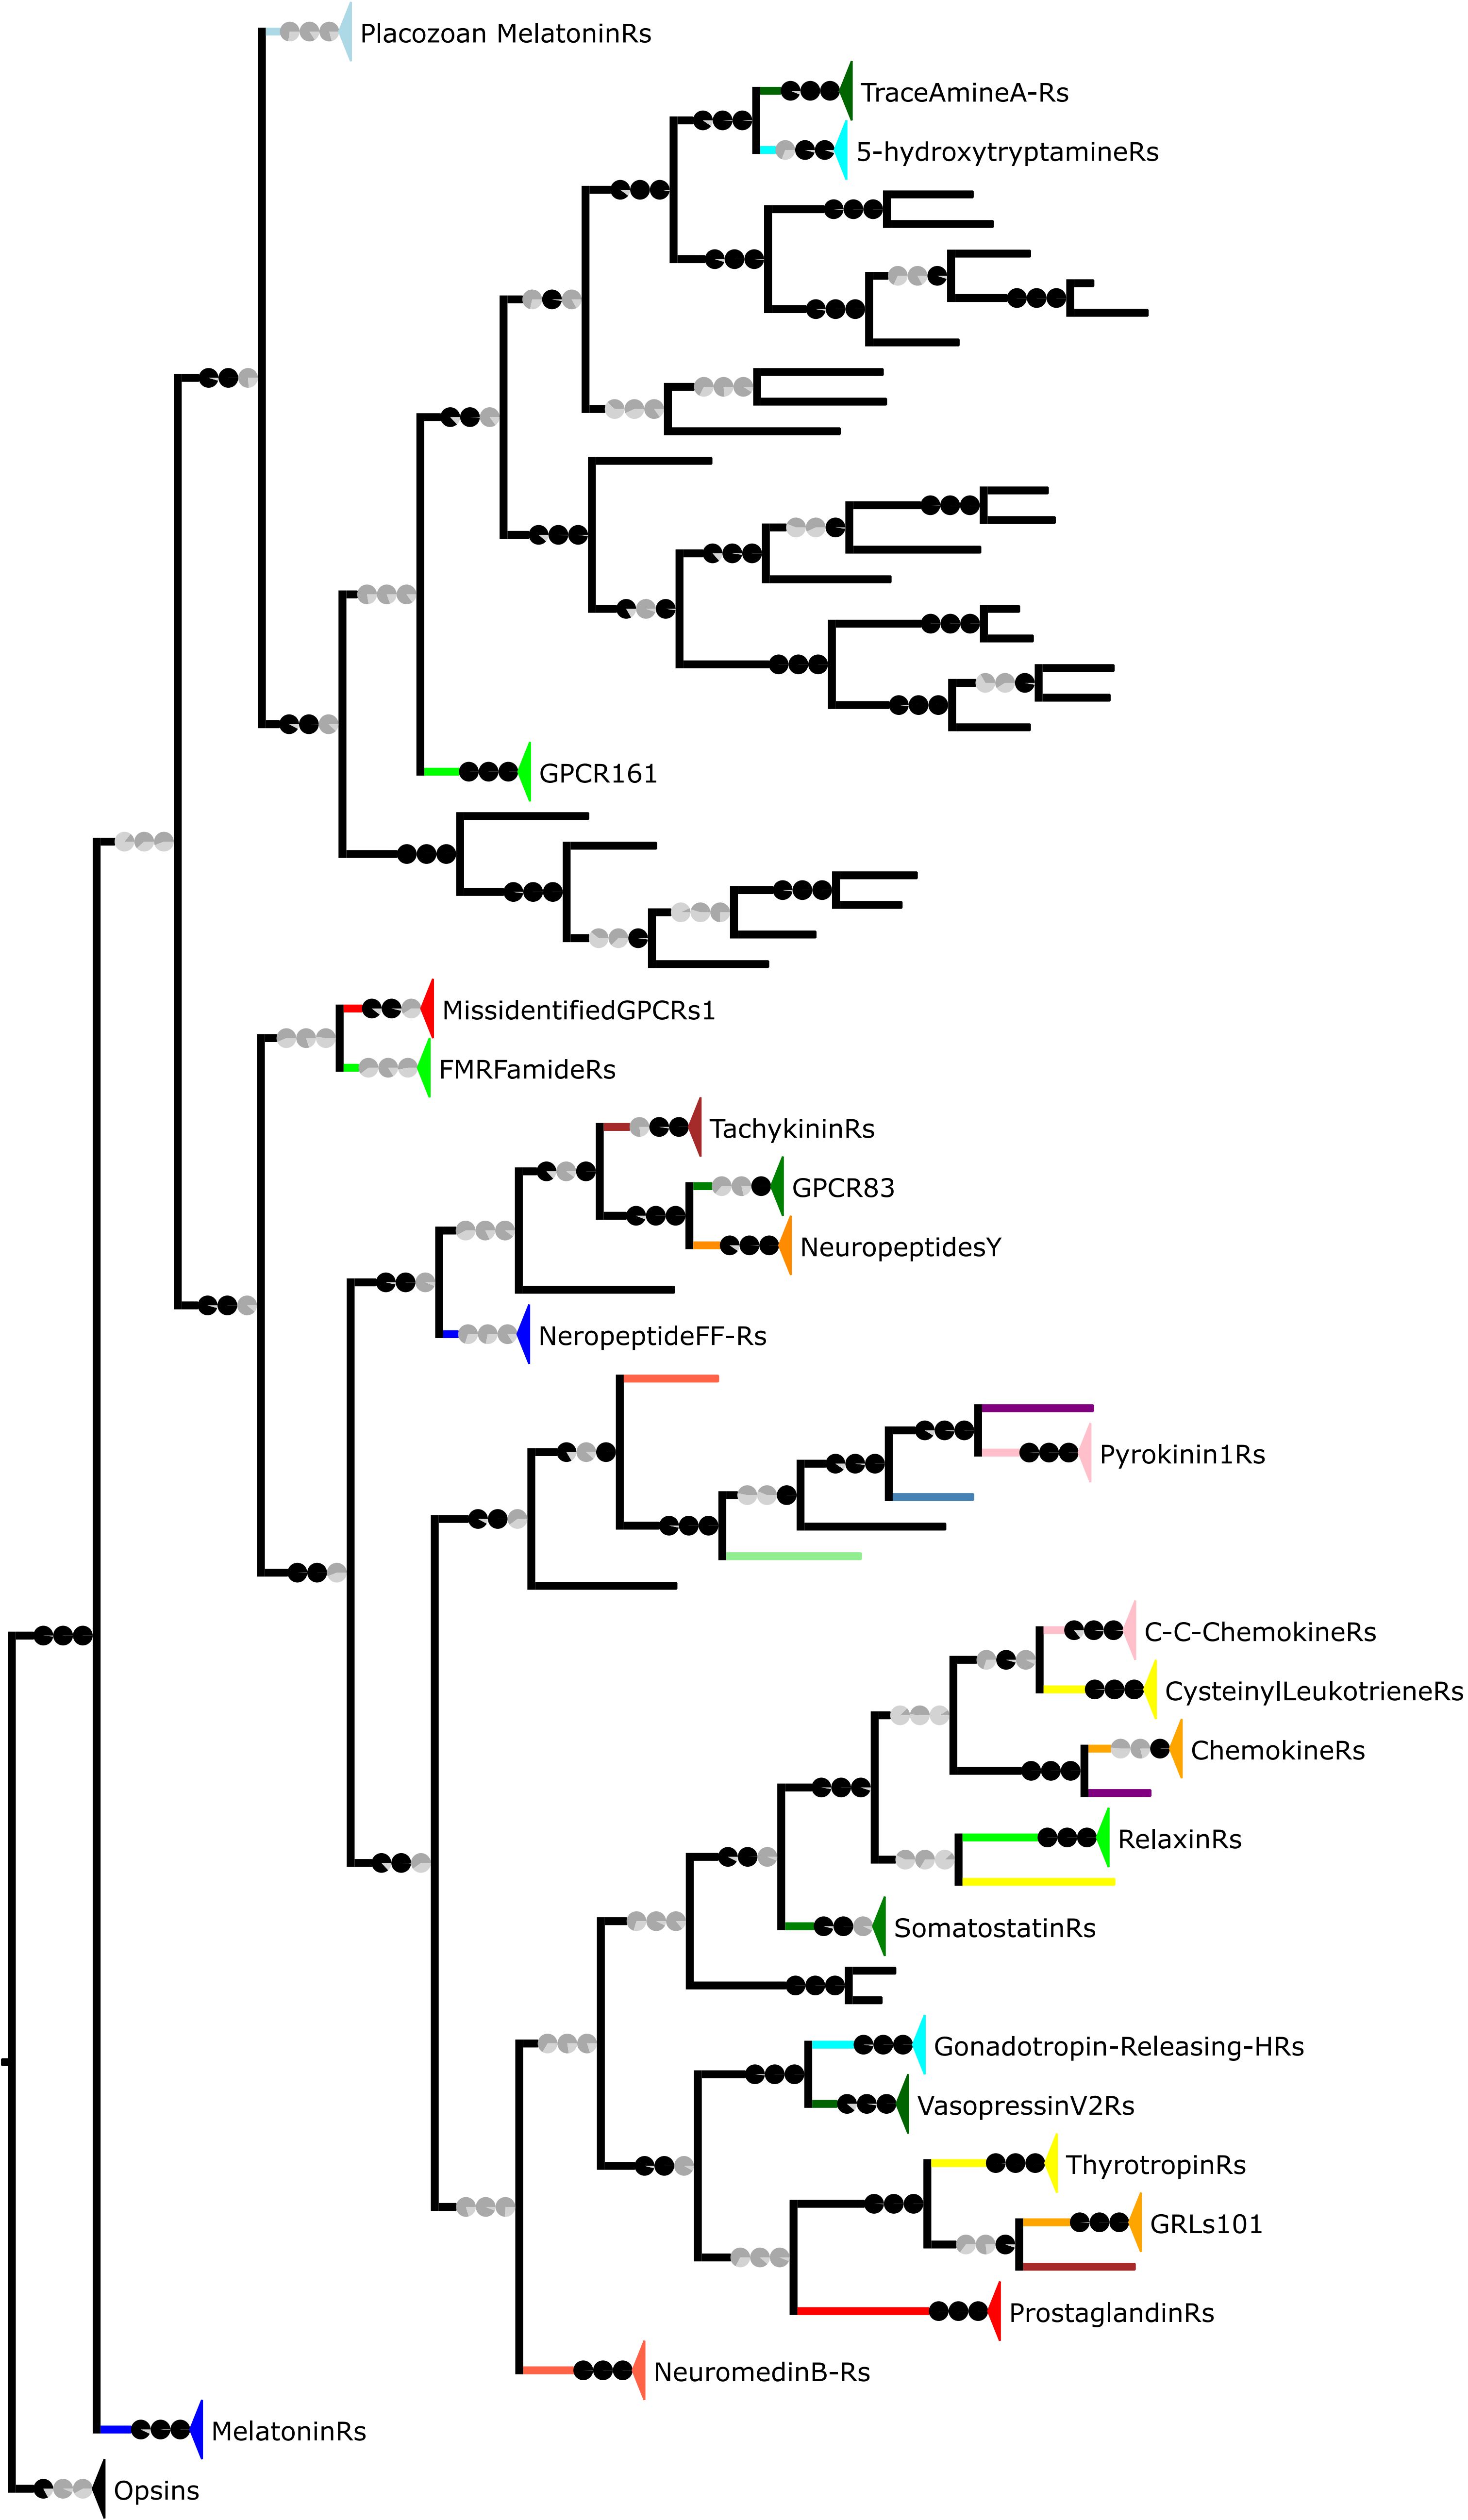 Placozoan MelatoninRs
TraceAmineA-Rs
5-hydroxytryptamineRs
GPCR161
MissidentifiedGPCRs1
FMRFamideRs
TachykininRs
GPCR83
NeuropeptidesY
NeropeptideFF-Rs
Pyrokinin1Rs
C-C-ChemokineRs
CysteinylLeukotrieneRs
ChemokineRs
RelaxinRs
SomatostatinRs
Gonadotropin-Releasing-HRs
VasopressinV2Rs
ThyrotropinRs
GRLs101
ProstaglandinRs
NeuromedinB-Rs
MelatoninRs
Opsins